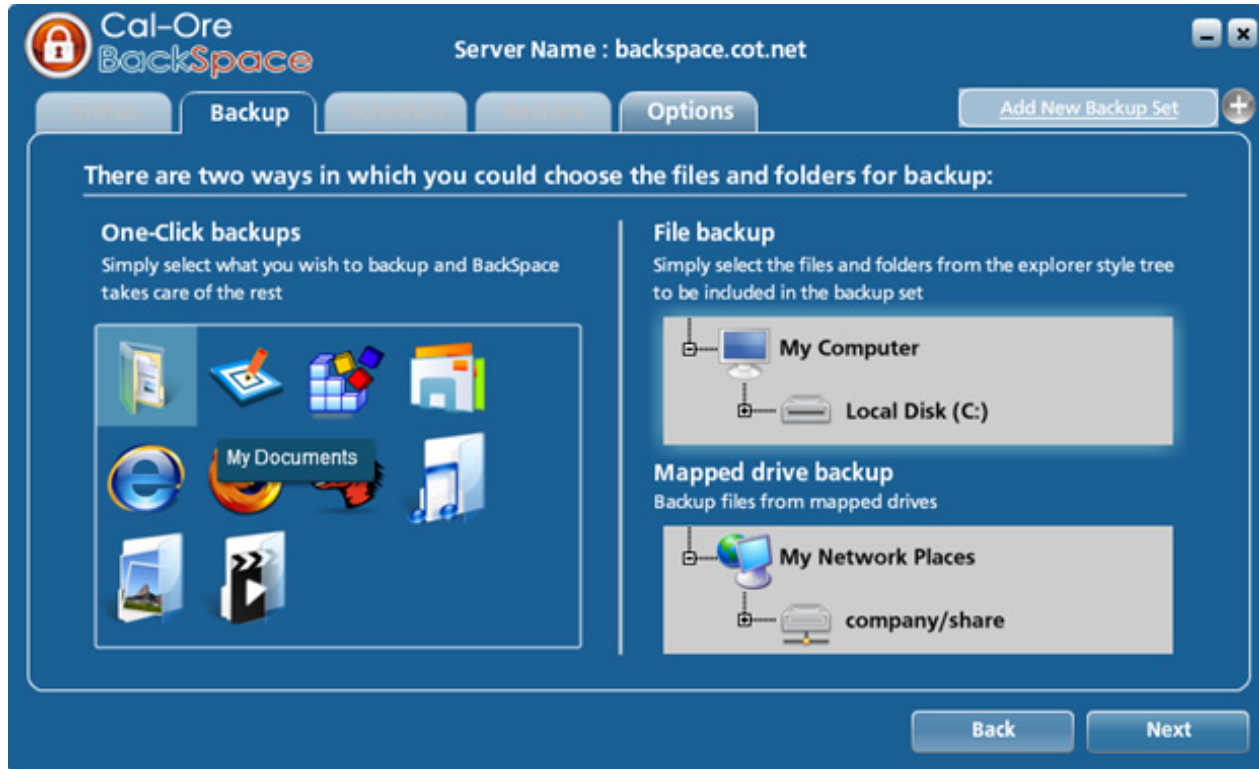 Cal-Ore
BackSpace
Server Name : backspace.cot.net
Status
Backup
Schedule
Restore
Options
Add New Backup Set
There are two ways in which you could choose the files and folders for backup:
One-Click backups
Simply select what you wish to backup and BackSpace
takes care of the rest
My Documents
File backup
Simply select the files and folders from the explorer style tree
to be included in the backup set
My Computer
Local Disk (C:)
Mapped drive backup
Backup files from mapped drives
My Network Places
company/share
Back
Next